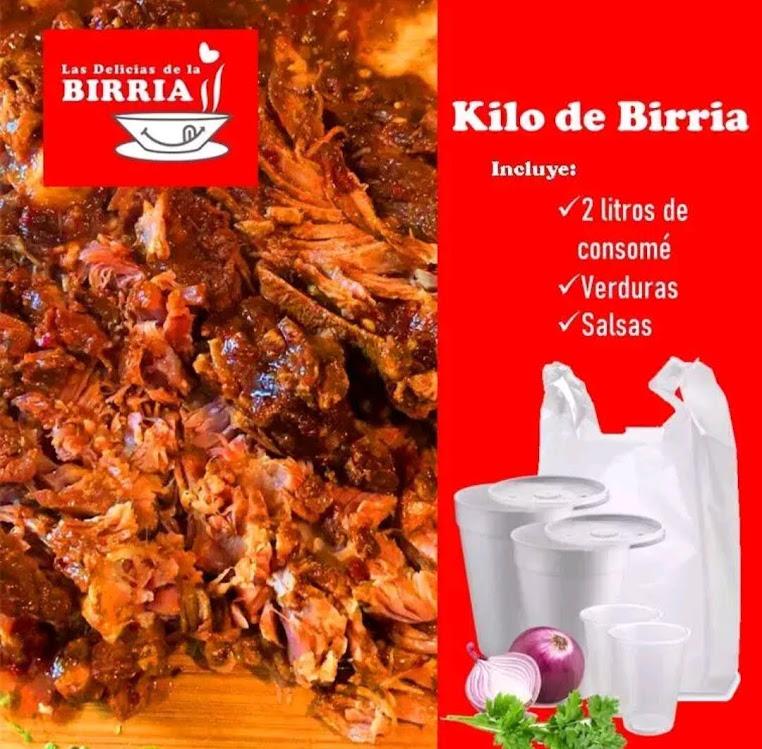 Las Delicias de la
BIRRIA
Kilo de Birria
Incluye:
✓2 litros de
consomé
✓Verduras
✓Salsas